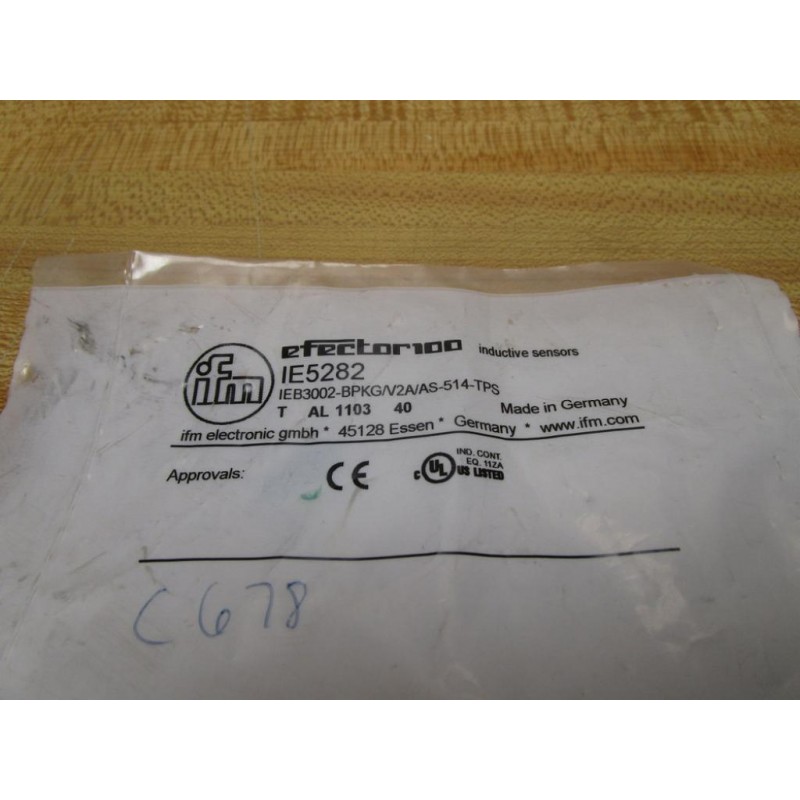 ifm
efector100 inductive sensors
IE5282
IEB3002-BPKG/V2A/AS-514-TPS
T AL 1103 40 Made in Germany
ifm electronic gmbh * 45128 Essen * Germany * www.ifm.com
Approvals: CE c UL US LISTED
IND. CONT.
EQ. 112A
C678